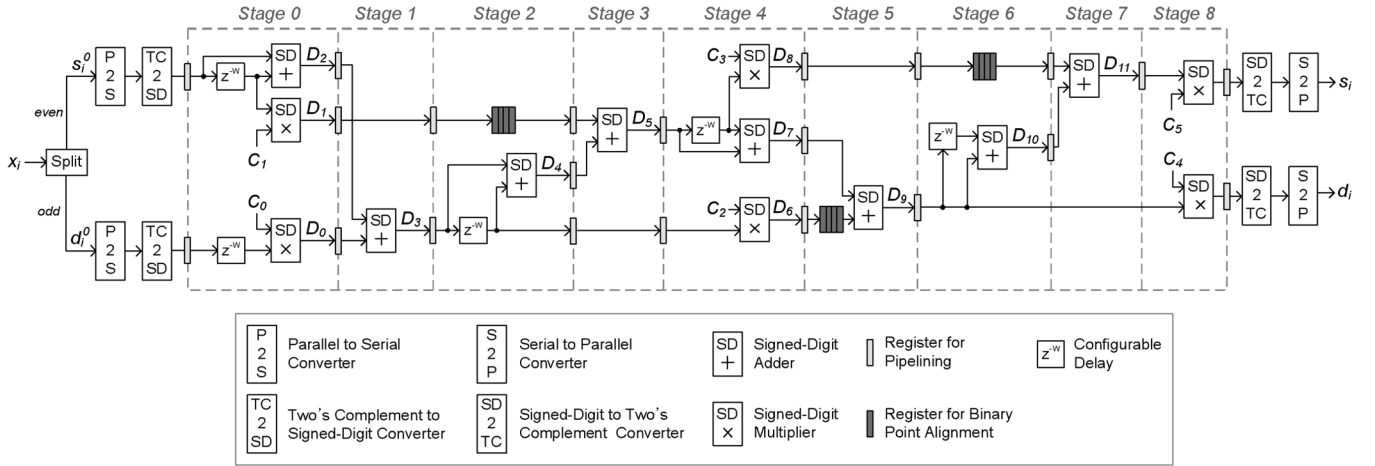 Stage 0 Stage 1 Stage 2 Stage 3 Stage 4 Stage 5 Stage 6 Stage 7 Stage 8
s_i^0
P
2
S
TC
2
SD
z^-W
SD
+
D_2
even
SD
×
D_1
C_1
x_i
Split
odd
d_i^0
P
2
S
TC
2
SD
z^-W
C_0
SD
×
D_0
SD
+
D_3
z^-W
SD
+
D_4
SD
+
D_5
z^-W
C_3
SD
×
D_8
SD
+
D_7
C_2
SD
×
D_6
SD
+
D_9
z^-W
SD
+
D_10
SD
+
D_11
SD
×
C_5
SD
2
TC
S
2
P
s_i
C_4
SD
×
SD
2
TC
S
2
P
d_i
P
2
S
Parallel to Serial
Converter
S
2
P
Serial to Parallel
Converter
SD
+
Signed-Digit
Adder
Register for
Pipelining
z^-W
Configurable
Delay
TC
2
SD
Two's Complement to
Signed-Digit Converter
SD
2
TC
Signed-Digit to Two's
Complement Converter
SD
×
Signed-Digit
Multiplier
Register for Binary
Point Alignment